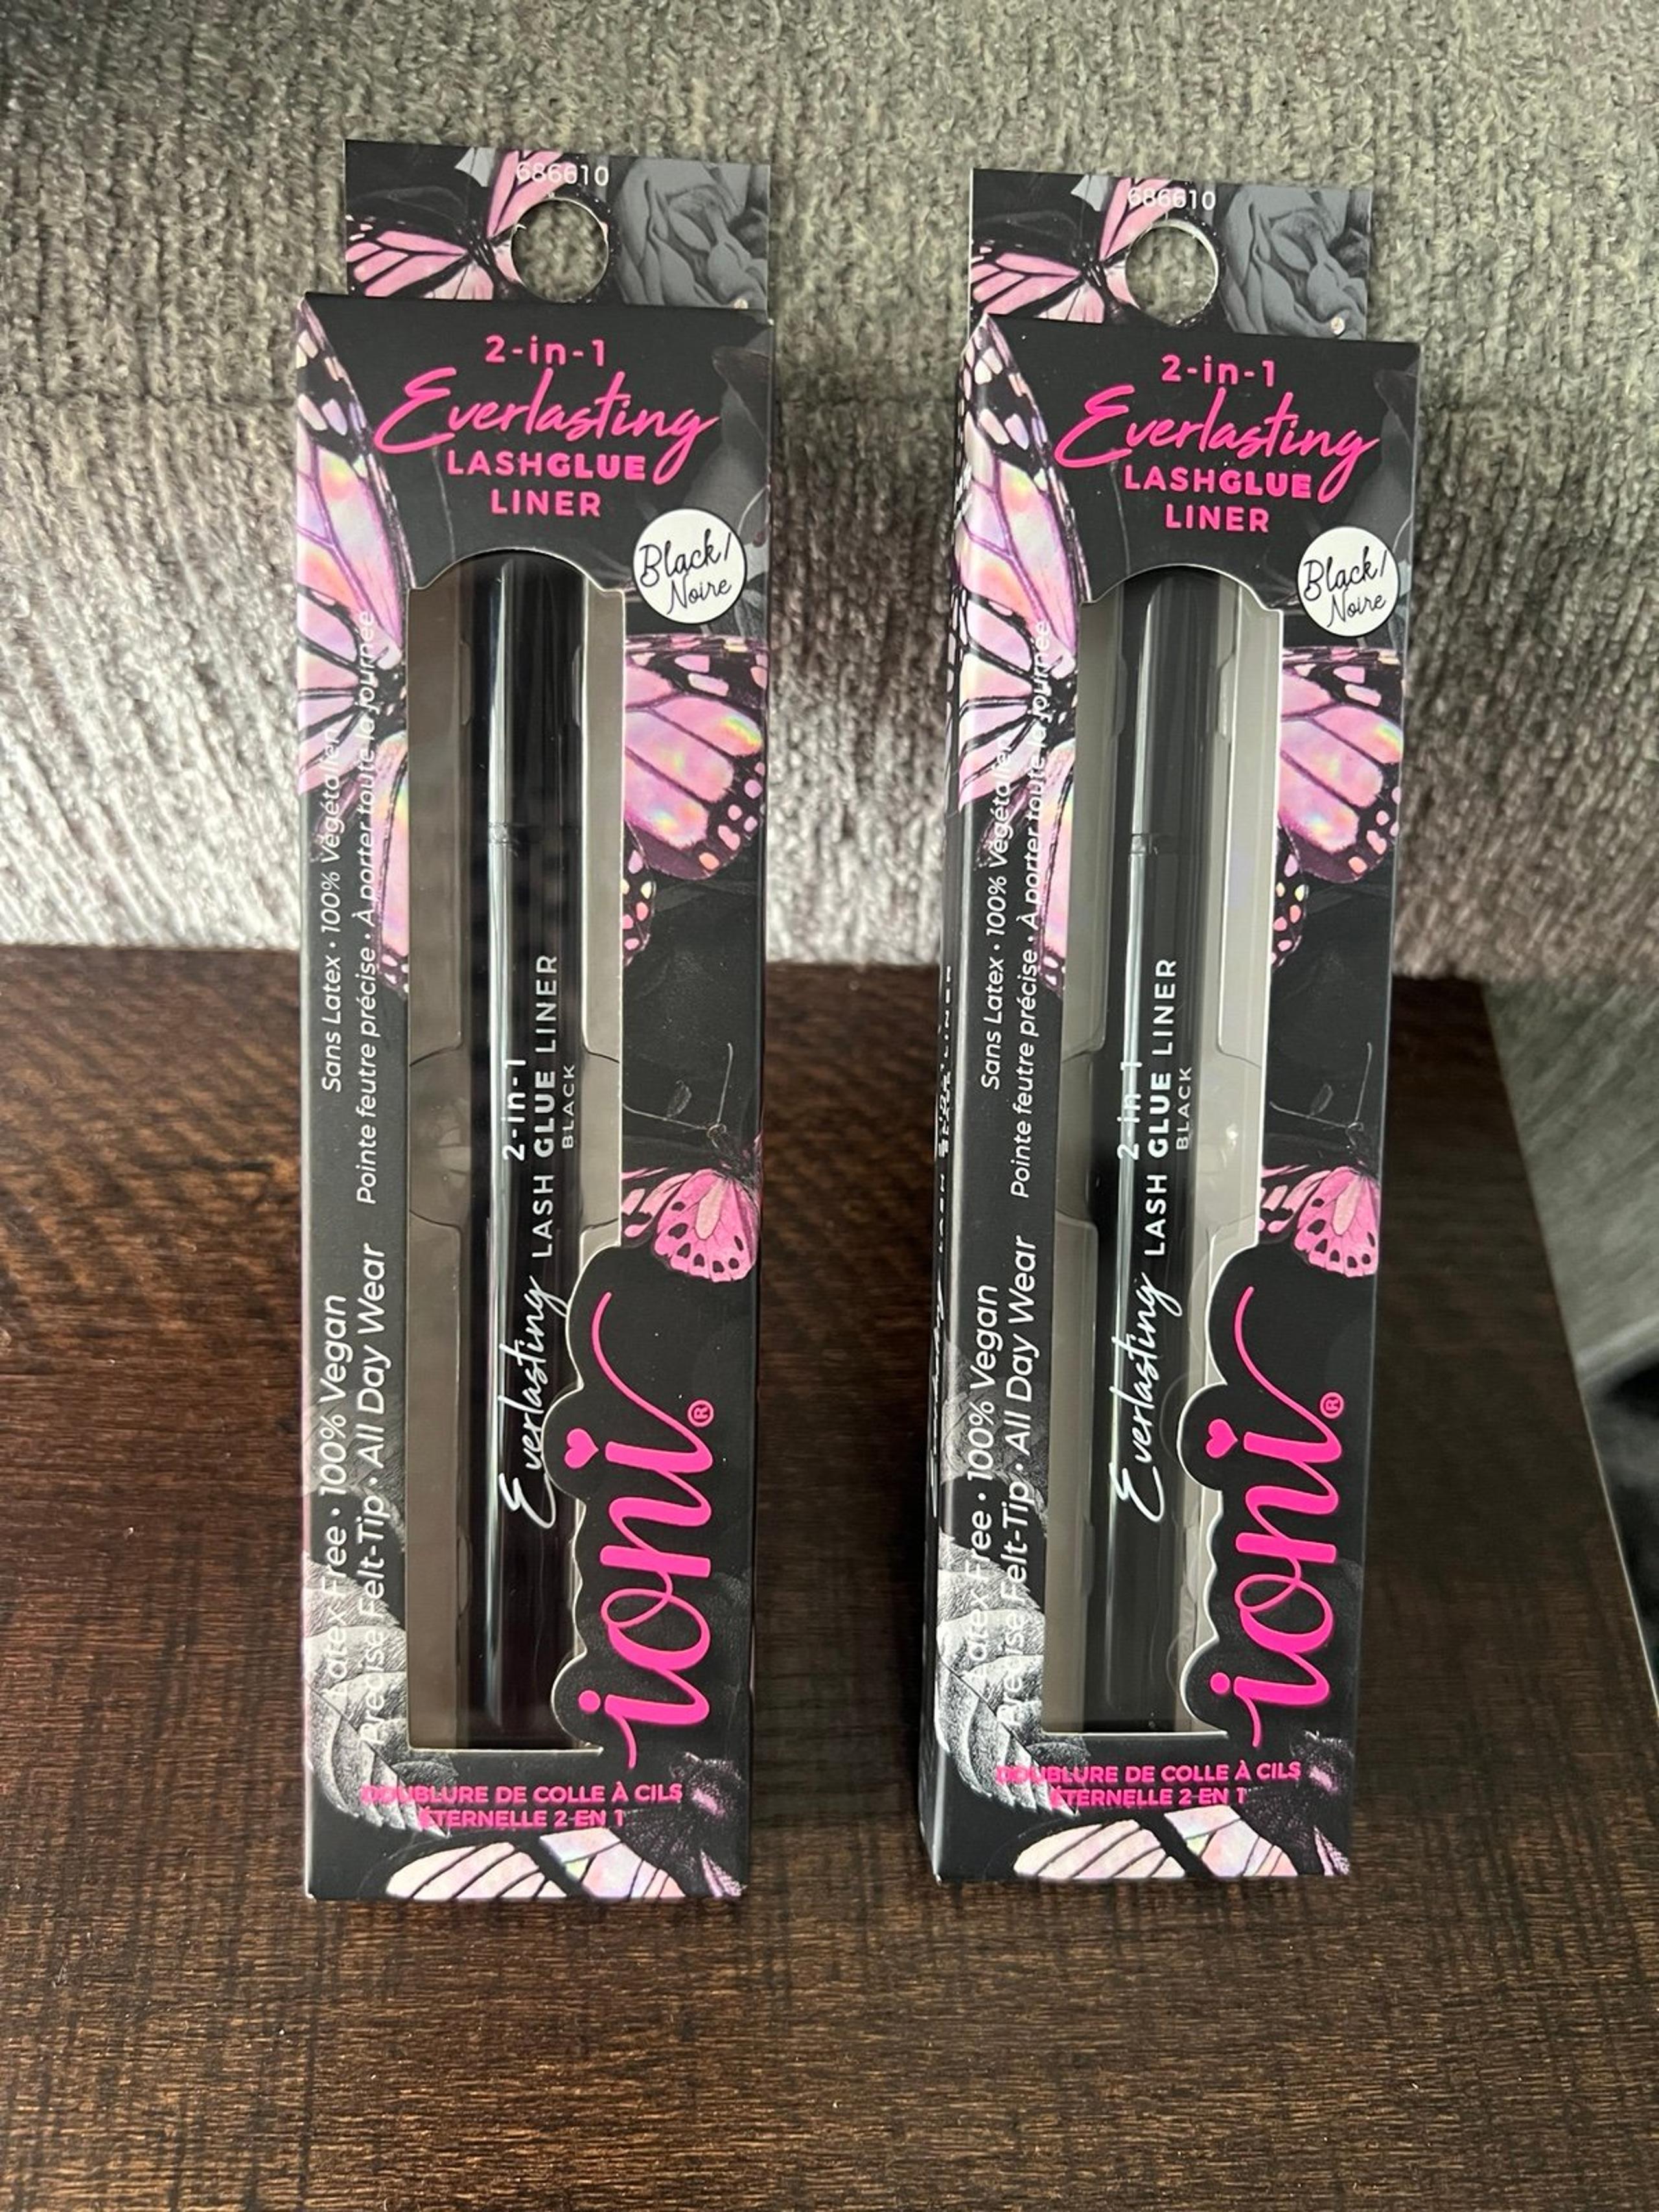 686610
2-in-1
Everlasting
LASHGLUE
LINER
Black/
Noire
Sans Latex • 100% Végétalien
Pointe feutre précise • À porter toute la journée
Latex Free • 100% Vegan
Precise Felt-Tip • All Day Wear
2-in-1
Everlasting LASH GLUE LINER
BLACK
ioni®
DOUBLURE DE COLLE À CILS
ÉTERNELLE 2 EN 1
686610
2-in-1
Everlasting
LASHGLUE
LINER
Black/
Noire
Sans Latex • 100% Végétalien
Pointe feutre précise • À porter toute la journée
Latex Free • 100% Vegan
Precise Felt-Tip • All Day Wear
2-in-1
Everlasting LASH GLUE LINER
BLACK
ioni®
DOUBLURE DE COLLE À CILS
ÉTERNELLE 2 EN 1